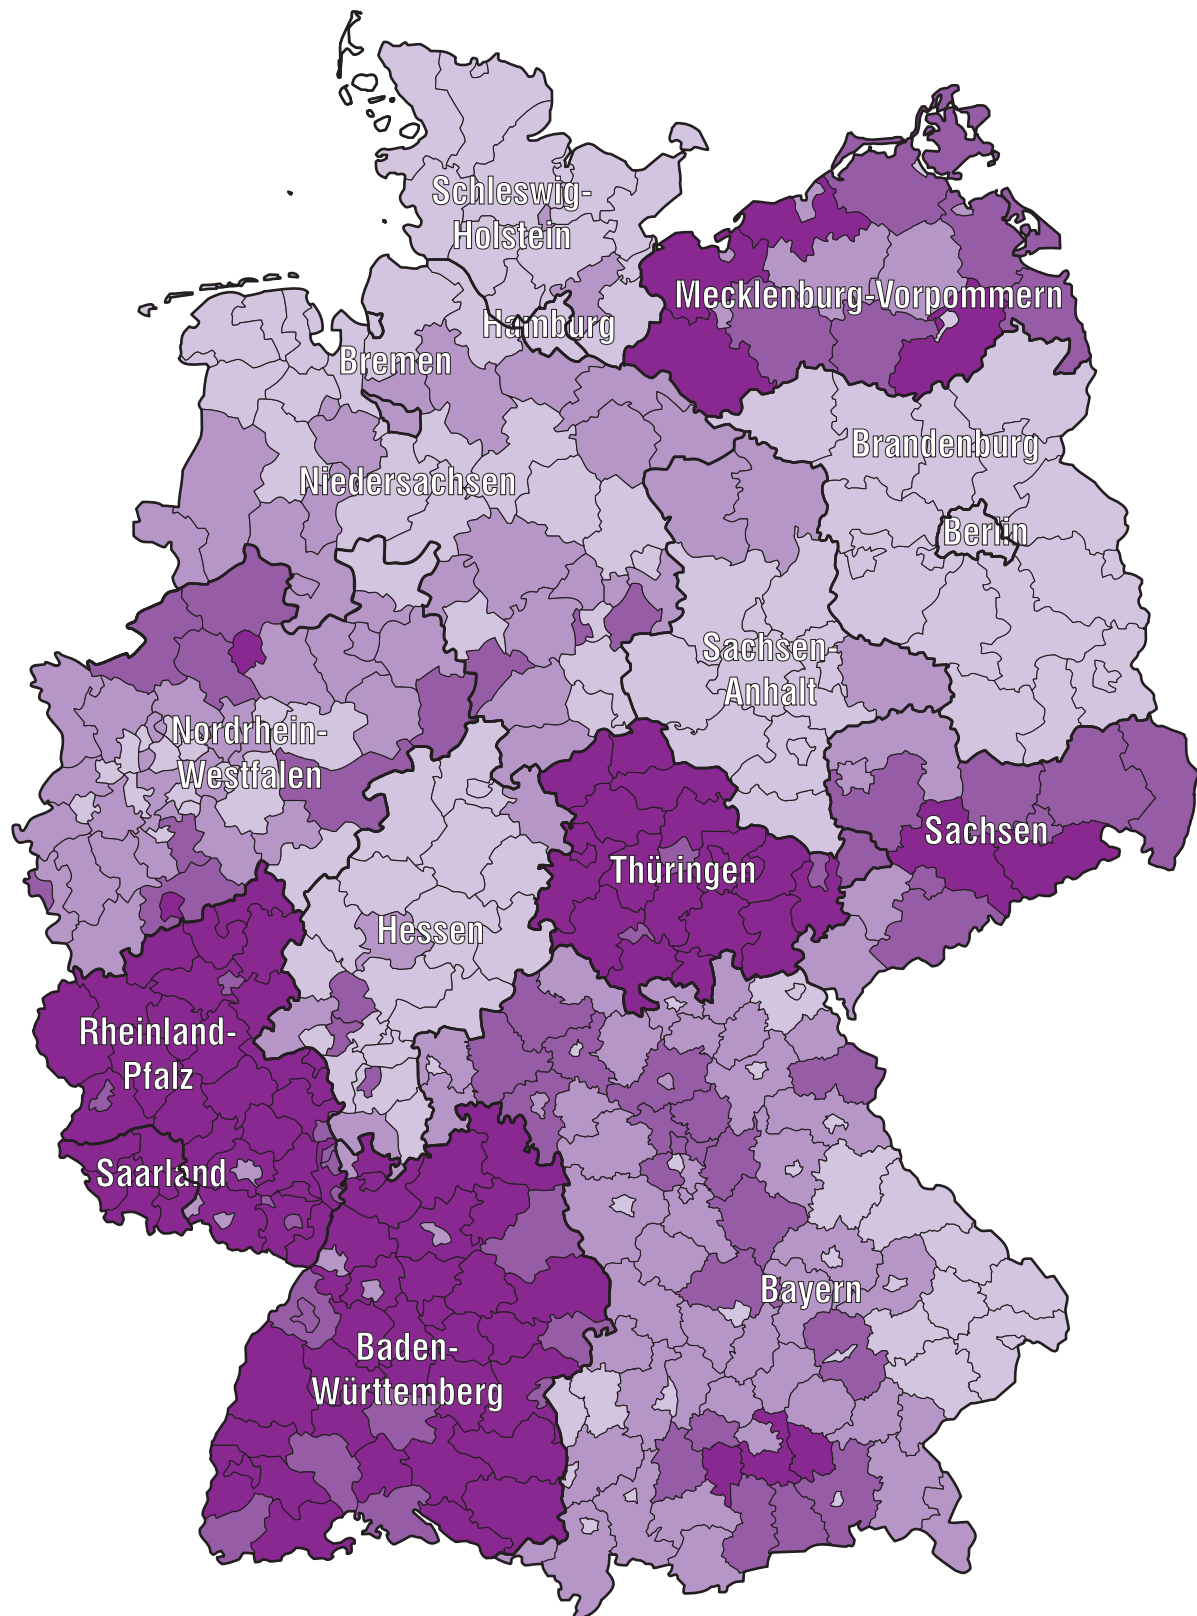 Schleswig-
Holstein
Mecklenburg-Vorpommern
Hamburg
Bremen
Brandenburg
Niedersachsen
Berlin
Sachsen-
Anhalt
Nordrhein-
Westfalen
Sachsen
Thüringen
Hessen
Rheinland-
Pfalz
Saarland
Bayern
Baden-
Württemberg